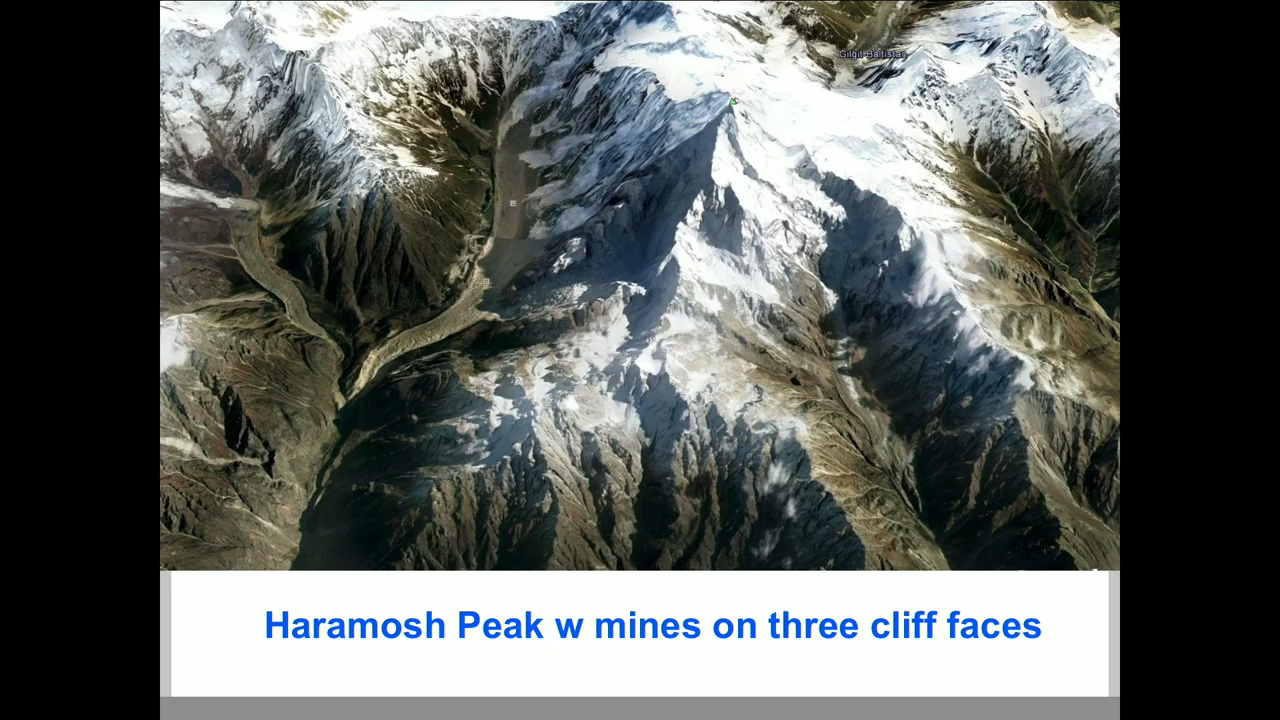 Gilgit-Baltistan
Haramosh Peak w mines on three cliff faces